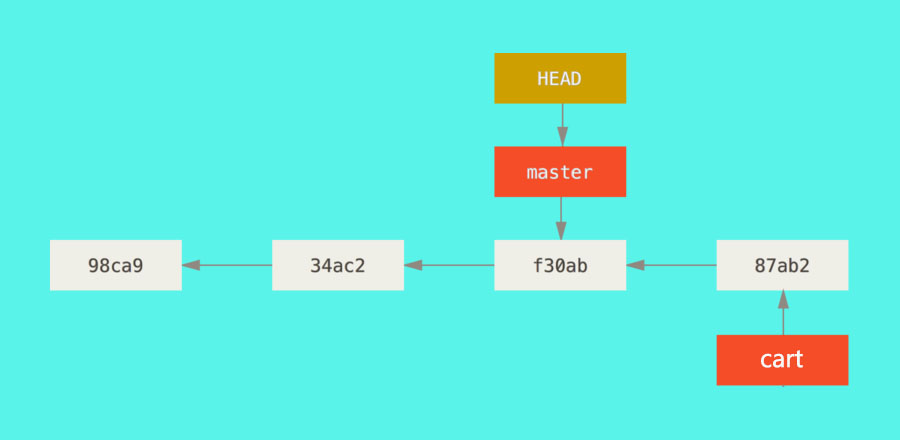 HEAD
master
98ca9
34ac2
f30ab
87ab2
cart